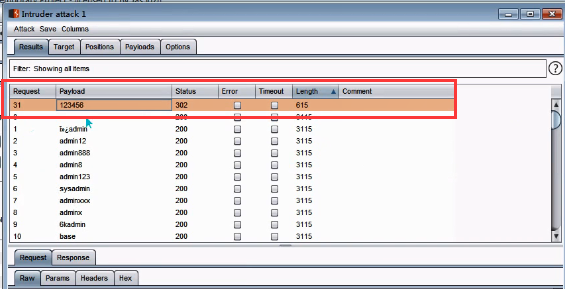 Intruder attack 1
Attack Save Columns
Results Target Positions Payloads Options
Filter: Showing all items ?
Request Payload Status Error Timeout Length Comment
31 123456 302 615
0 200 3115
1 ï»¿admin 200 3115
2 admin12 200 3115
3 admin888 200 3115
4 admin8 200 3115
5 admin123 200 3115
6 sysadmin 200 3115
7 adminxxx 200 3115
8 adminx 200 3115
9 6kadmin 200 3115
10 base 200 3115
Request Response
Raw Params Headers Hex